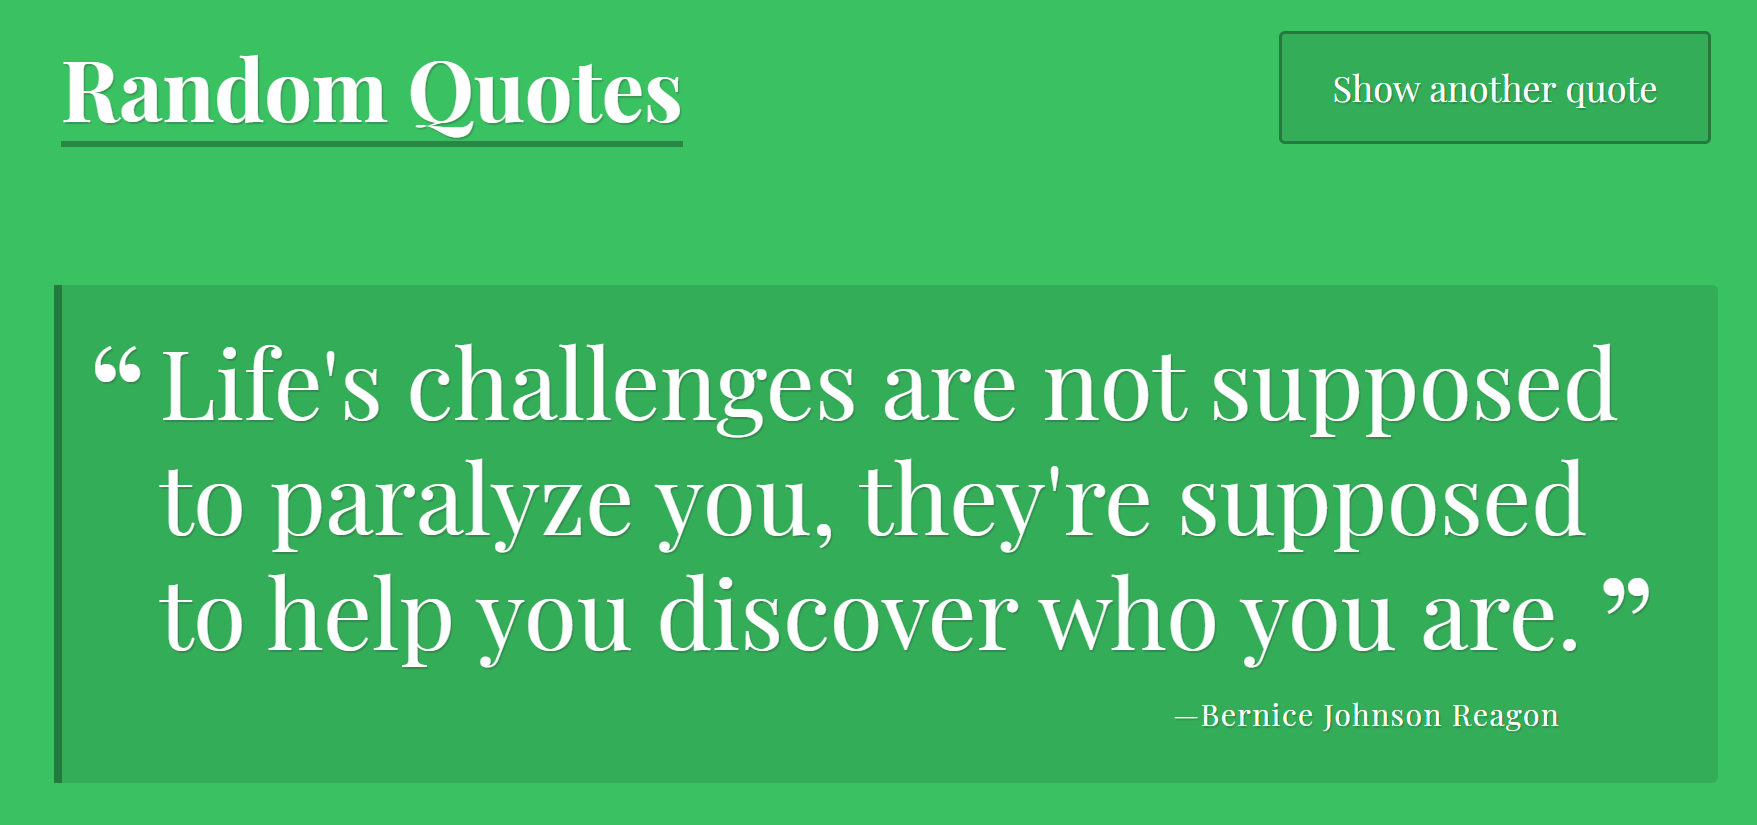 Random Quotes
Show another quote
“Life's challenges are not supposed
to paralyze you, they're supposed
to help you discover who you are.”
—Bernice Johnson Reagon